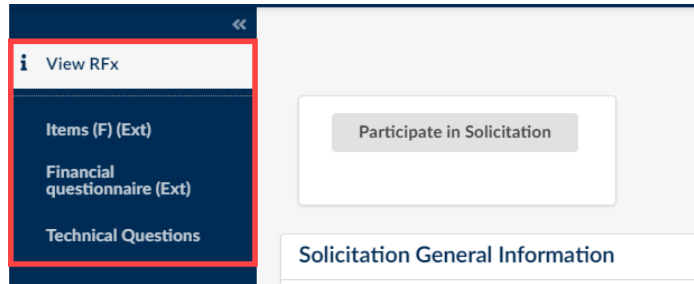 «
i View RFx
Items (F) (Ext)
Financial
questionnaire (Ext)
Technical Questions
Participate in Solicitation
Solicitation General Information